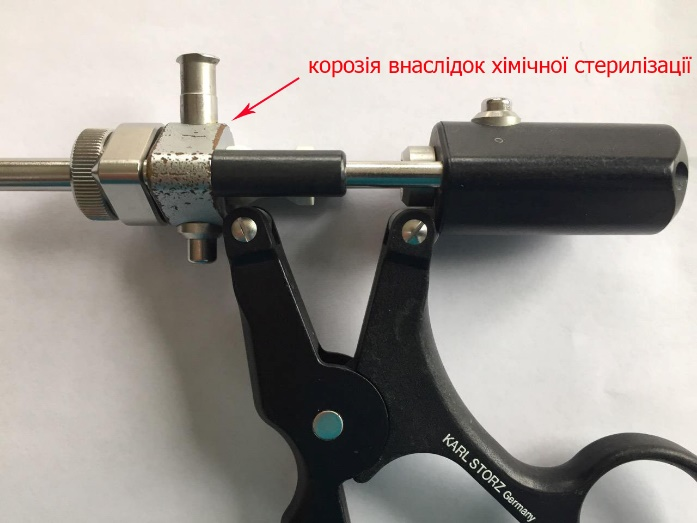 корозія внаслідок хімічної стерилізації
KARL STORZ Germany